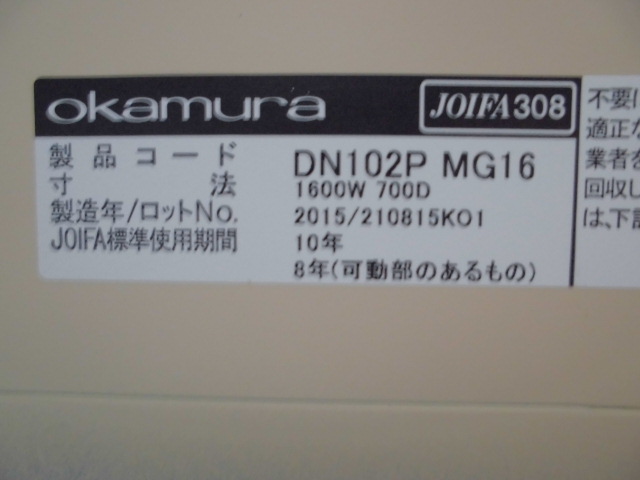 okamura JOIFA308
製品コード DN102P MG16
寸法 1600W 700D
製造年/ロットNo. 2015/210815K01
JOIFA標準使用期間 10年
8年(可動部のあるもの)
不要
適正
業者を
回収し
は、下